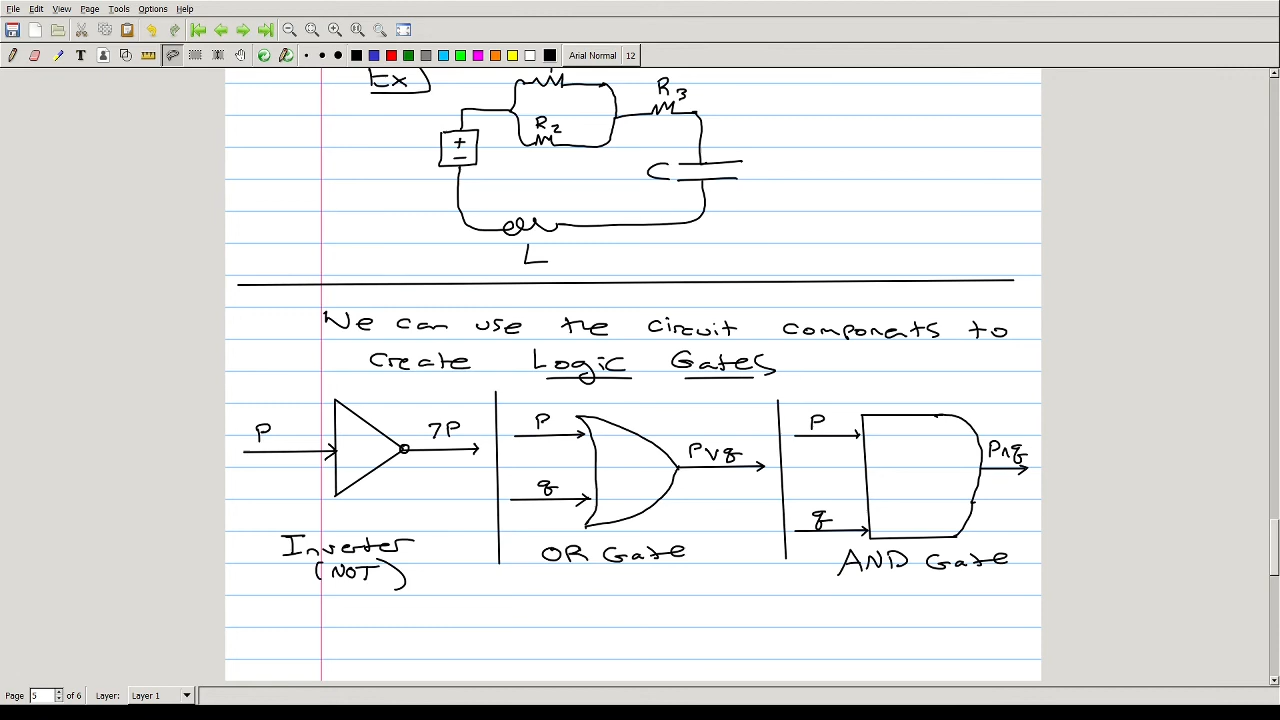 File Edit View Page Tools Options Help
T Arial Normal 12
Ex
R3
R2
+
−
C
L
We can use the circuit components to
create Logic Gates
P ¬P P P∨q P P∧q
q q
Inverter OR Gate AND Gate
(NOT)
Page 5 of 6 Layer: Layer 1